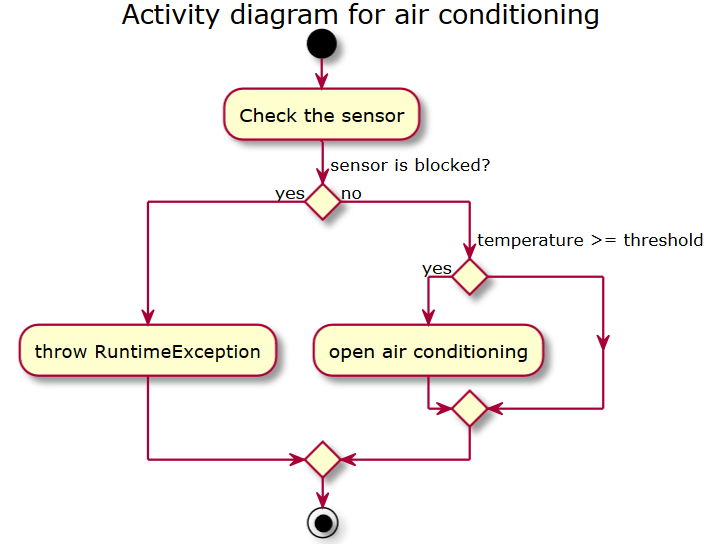 Activity diagram for air conditioning
Check the sensor
sensor is blocked?
yes
no
temperature >= threshold
yes
throw RuntimeException
open air conditioning